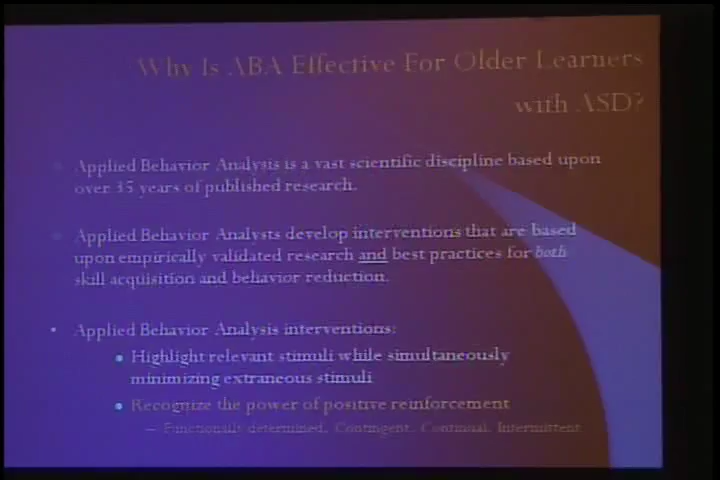 Why Is ABA Effective For Older Learners
with ASD?
Applied Behavior Analysis is a vast scientific discipline based upon
over 35 years of published research.
Applied Behavior Analysts develop interventions that are based
upon empirically validated research and best practices for both
skill acquisition and behavior reduction.
• Applied Behavior Analysis interventions:
• Highlight relevant stimuli while simultaneously
minimizing extraneous stimuli
• Recognize the power of positive reinforcement
– Functionally determined, Contingent, Continual, Intermittent